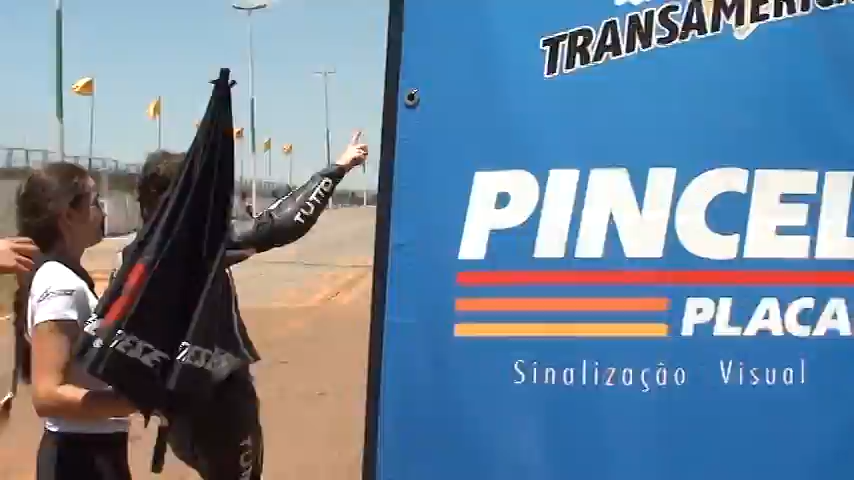 TRANSAMERICA
PINCEL
PLACA
Sinalização Visual
TUTTO